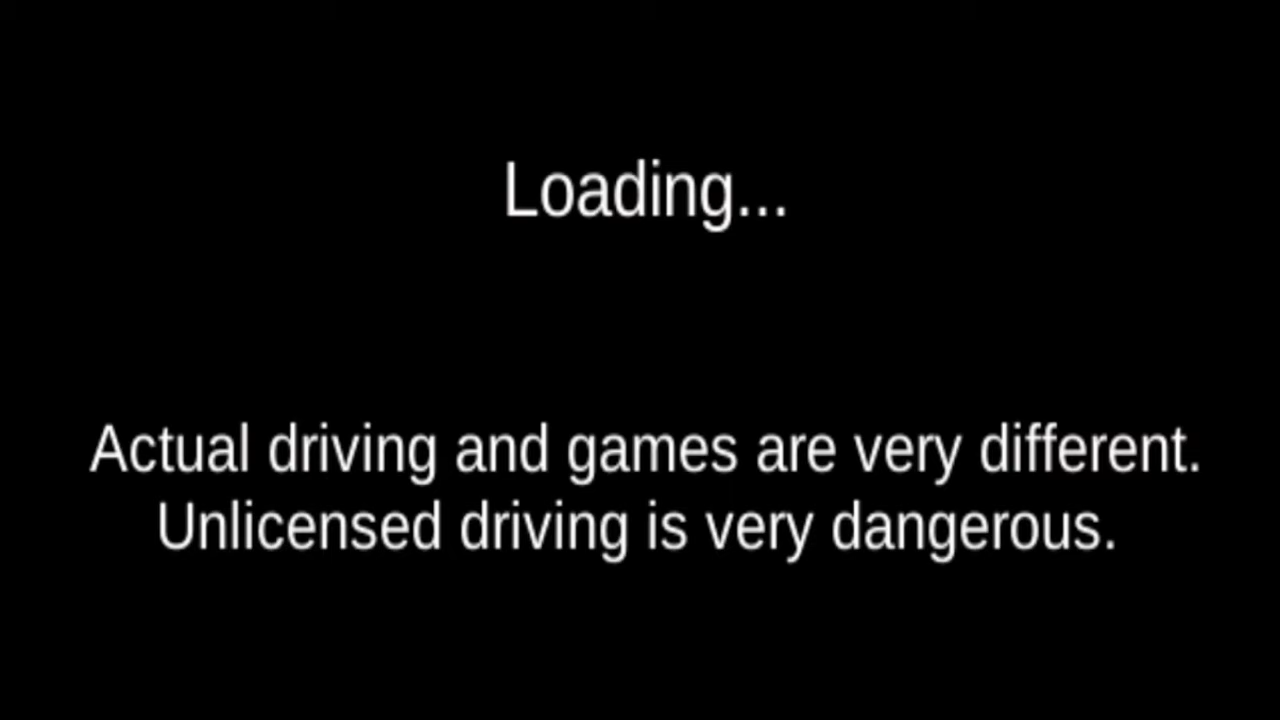 Loading...
Actual driving and games are very different.
Unlicensed driving is very dangerous.